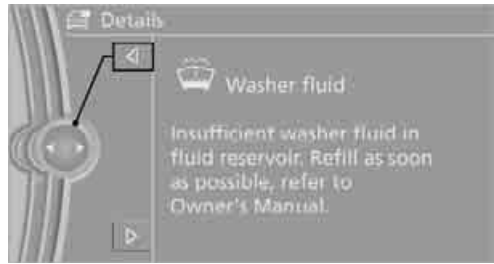 Details
Washer fluid
Insufficient washer fluid in
fluid reservoir. Refill as soon
as possible, refer to
Owner's Manual.